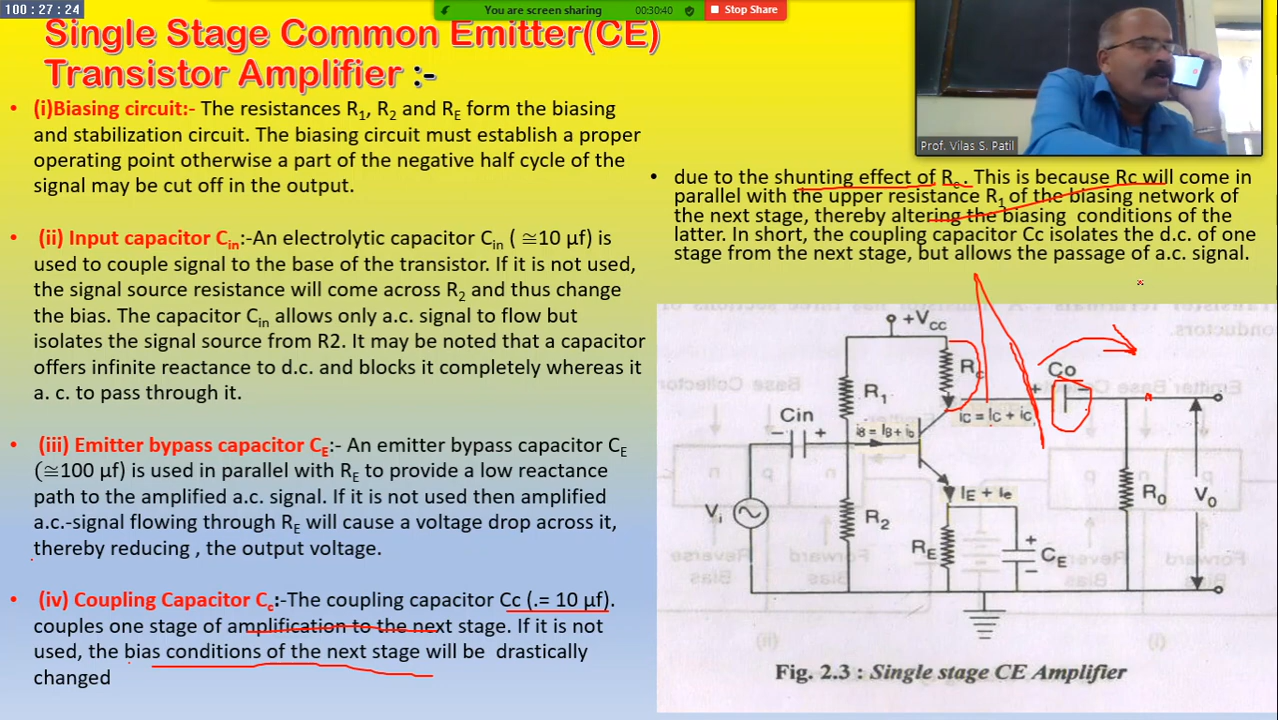 100 : 27 : 24
You are screen sharing
00:30:40
Stop Share
Single Stage Common Emitter(CE)
Transistor Amplifier :-
• (i)Biasing circuit:- The resistances R1, R2 and RE form the biasing
and stabilization circuit. The biasing circuit must establish a proper
operating point otherwise a part of the negative half cycle of the
signal may be cut off in the output.
• (ii) Input capacitor Cin:-An electrolytic capacitor Cin ( ≅10 μf) is
used to couple signal to the base of the transistor. If it is not used,
the signal source resistance will come across R2 and thus change
the bias. The capacitor Cin allows only a.c. signal to flow but
isolates the signal source from R2. It may be noted that a capacitor
offers infinite reactance to d.c. and blocks it completely whereas it
a. c. to pass through it.
• (iii) Emitter bypass capacitor CE:- An emitter bypass capacitor CE
(≅100 μf) is used in parallel with RE to provide a low reactance
path to the amplified a.c. signal. If it is not used then amplified
a.c.-signal flowing through RE will cause a voltage drop across it,
thereby reducing , the output voltage.
• (iv) Coupling Capacitor Cc:-The coupling capacitor Cc (.= 10 μf).
couples one stage of amplification to the next stage. If it is not
used, the bias conditions of the next stage will be drastically
changed
Prof. Vilas S. Patil
• due to the shunting effect of Rc. This is because Rc will come in
parallel with the upper resistance R1 of the biasing network of
the next stage, thereby altering the biasing conditions of the
latter. In short, the coupling capacitor Cc isolates the d.c. of one
stage from the next stage, but allows the passage of a.c. signal.
+VCC
RC
R1
Co
+ −
Cin
− +
iB = IB + ib
iC = IC + ic
IE + Ie
Vi
R2
RE
+
CE
−
Ro
Vo
Fig. 2.3 : Single stage CE Amplifier